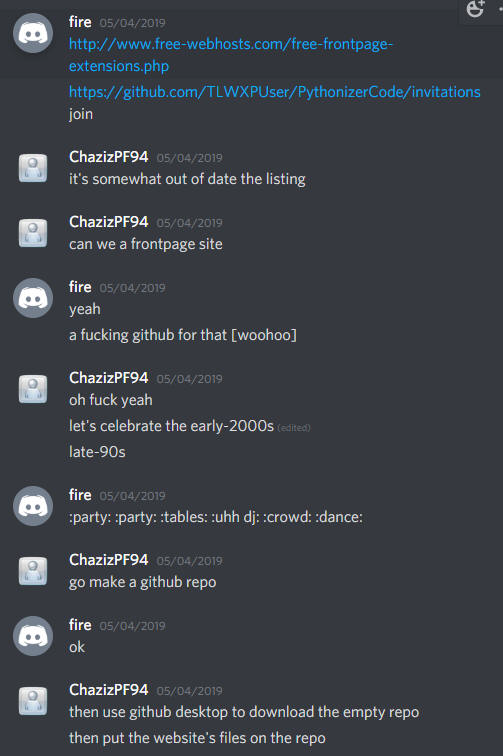 fire 05/04/2019
http://www.free-webhosts.com/free-frontpage-
extensions.php
https://github.com/TLWXPUser/PythonizerCode/invitations
join
ChazizPF94 05/04/2019
it's somewhat out of date the listing
ChazizPF94 05/04/2019
can we a frontpage site
fire 05/04/2019
yeah
a fucking github for that [woohoo]
ChazizPF94 05/04/2019
oh fuck yeah
let's celebrate the early-2000s (edited)
late-90s
fire 05/04/2019
:party: :party: :tables: :uhh dj: :crowd: :dance:
ChazizPF94 05/04/2019
go make a github repo
fire 05/04/2019
ok
ChazizPF94 05/04/2019
then use github desktop to download the empty repo
then put the website's files on the repo